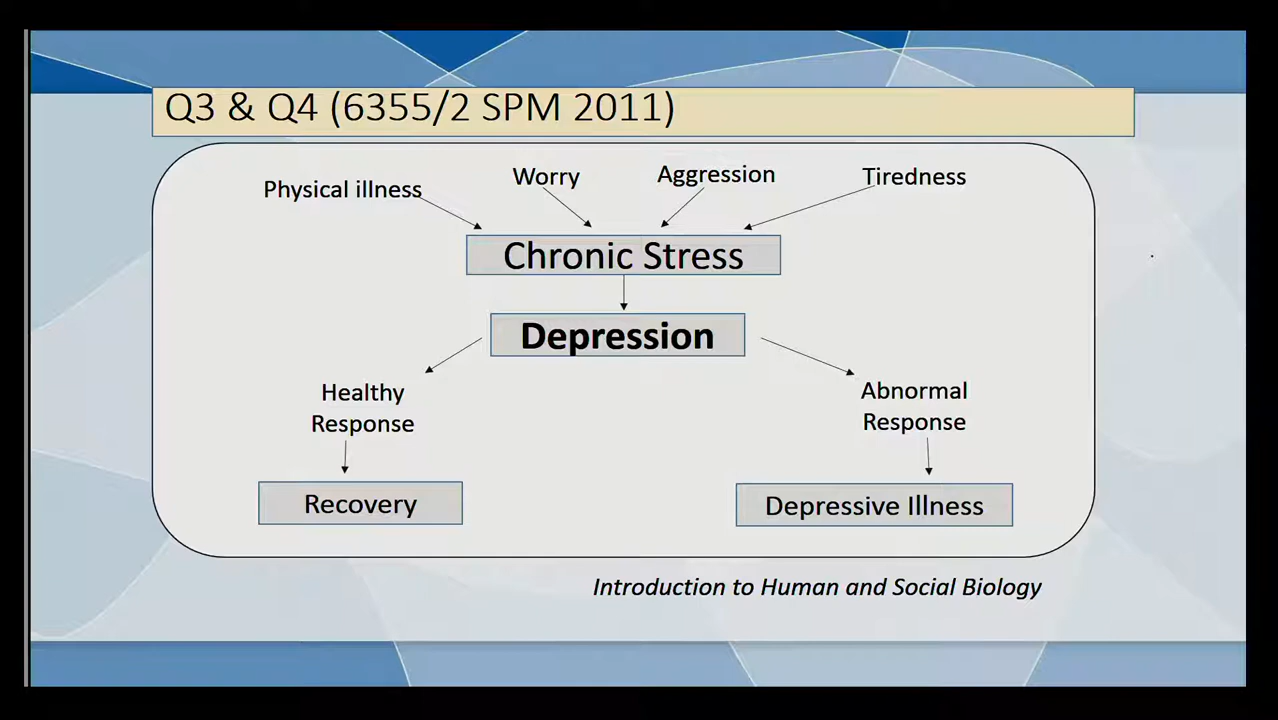 Q3 & Q4 (6355/2 SPM 2011)
Physical illness
Worry
Aggression
Tiredness
Chronic Stress
Depression
Healthy
Response
Abnormal
Response
Recovery
Depressive Illness
Introduction to Human and Social Biology